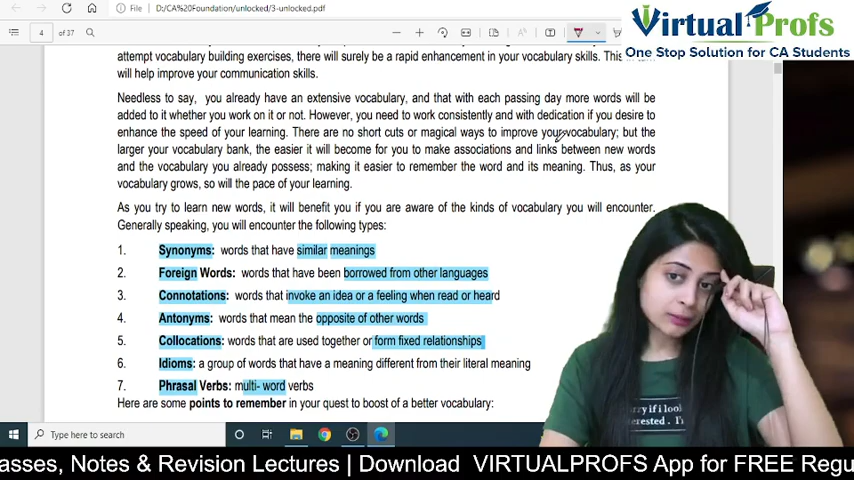 File
D:/CA Foundation/unlocked/3-unlocked.pdf
4 of 37
Virtual Profs
One Stop Solution for CA Students
attempt vocabulary building exercises, there will surely be a rapid enhancement in your vocabulary skills. This in turn
will help improve your communication skills.
Needless to say, you already have an extensive vocabulary, and that with each passing day more words will be
added to it whether you work on it or not. However, you need to work consistently and with dedication if you desire to
enhance the speed of your learning. There are no short cuts or magical ways to improve your vocabulary; but the
larger your vocabulary bank, the easier it will become for you to make associations and links between new words
and the vocabulary you already possess; making it easier to remember the word and its meaning. Thus, as your
vocabulary grows, so will the pace of your learning.
As you try to learn new words, it will benefit you if you are aware of the kinds of vocabulary you will encounter.
Generally speaking, you will encounter the following types:
1. Synonyms: words that have similar meanings
2. Foreign Words: words that have been borrowed from other languages
3. Connotations: words that invoke an idea or a feeling when read or heard
4. Antonyms: words that mean the opposite of other words
5. Collocations: words that are used together or form fixed relationships
6. Idioms: a group of words that have a meaning different from their literal meaning
7. Phrasal Verbs: multi- word verbs
Here are some points to remember in your quest to boost of a better vocabulary:
if i look
terested. I'm
Type here to search
asses, Notes & Revision Lectures | Download VIRTUALPROFS App for FREE Regu